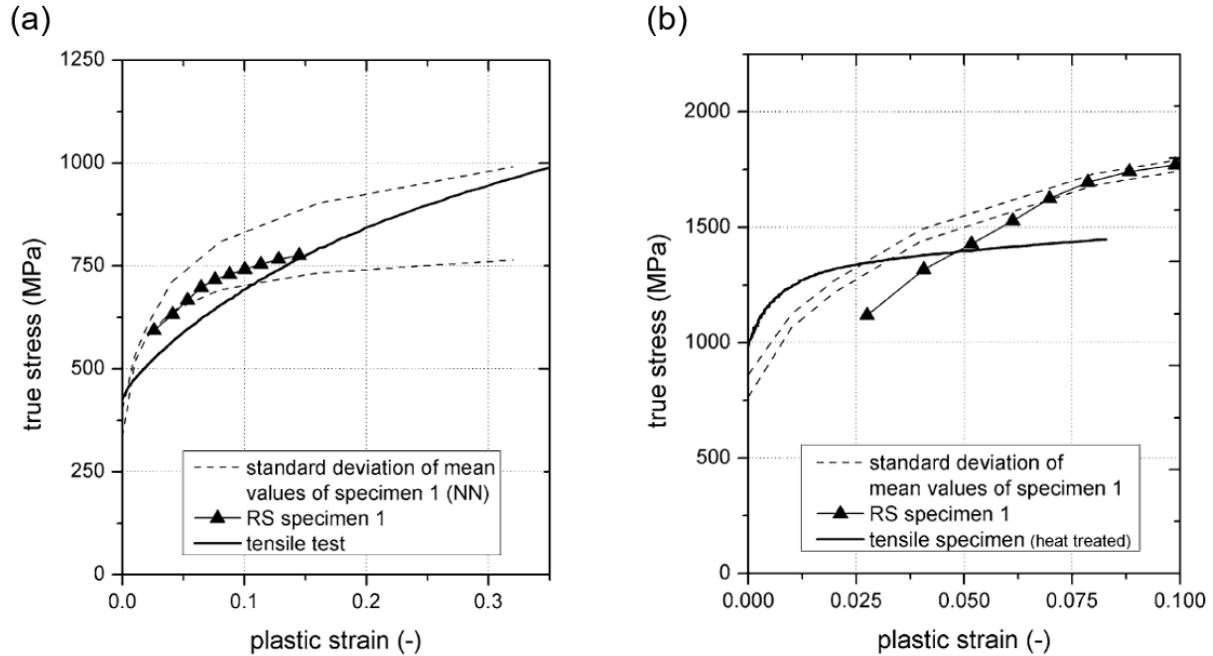 (a)
1250
1000
750
500
250
0
true stress (MPa)
standard deviation of mean
values of specimen 1 (NN)
RS specimen 1
tensile test
0.0
0.1
0.2
0.3
plastic strain (-)
(b)
2000
1500
1000
500
0
true stress (MPa)
standard deviation of
mean values of specimen 1
RS specimen 1
tensile specimen (heat treated)
0.000
0.025
0.050
0.075
0.100
plastic strain (-)